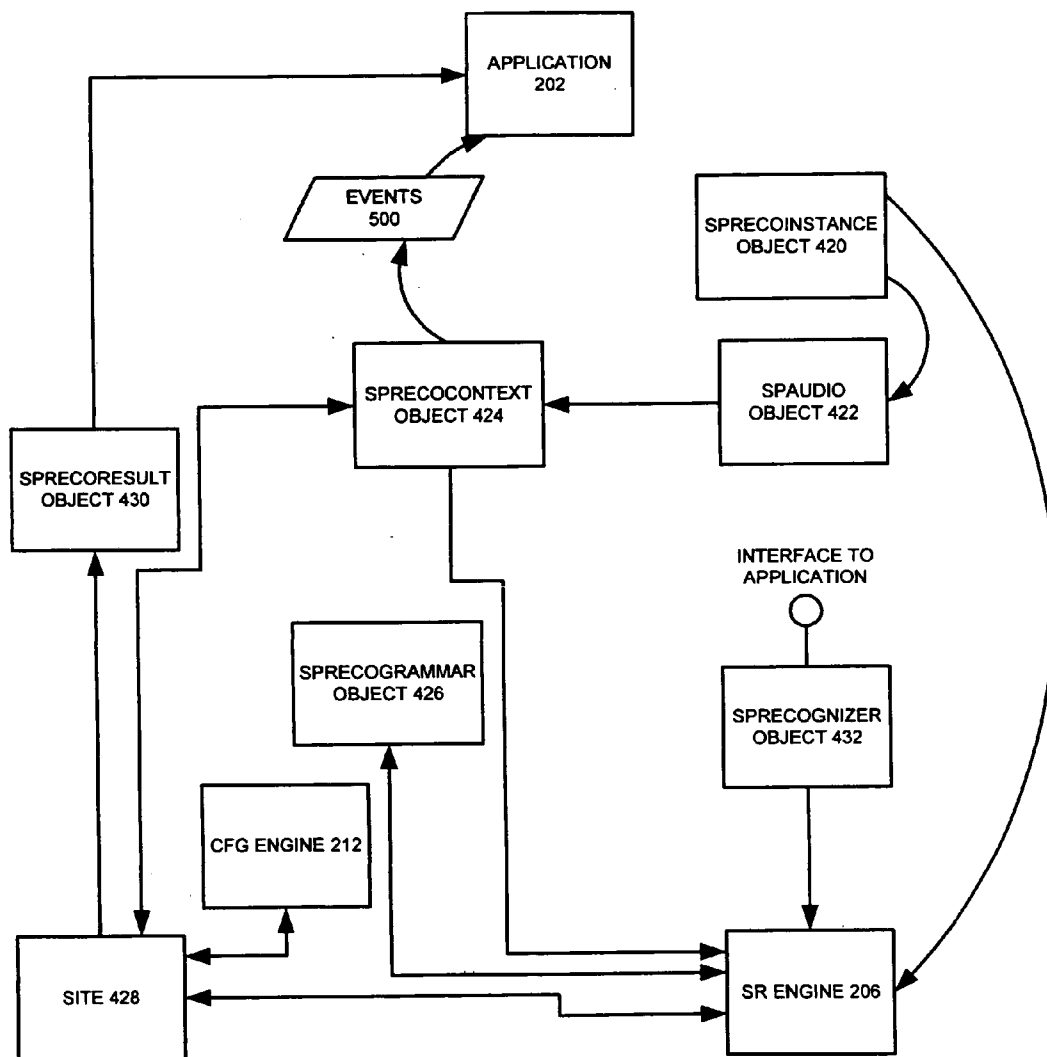 APPLICATION
202
EVENTS
500
SPRECOINSTANCE
OBJECT 420
SPRECOCONTEXT
OBJECT 424
SPAUDIO
OBJECT 422
SPRECORESULT
OBJECT 430
INTERFACE TO
APPLICATION
SPRECOGRAMMAR
OBJECT 426
SPRECOGNIZER
OBJECT 432
CFG ENGINE 212
SITE 428
SR ENGINE 206